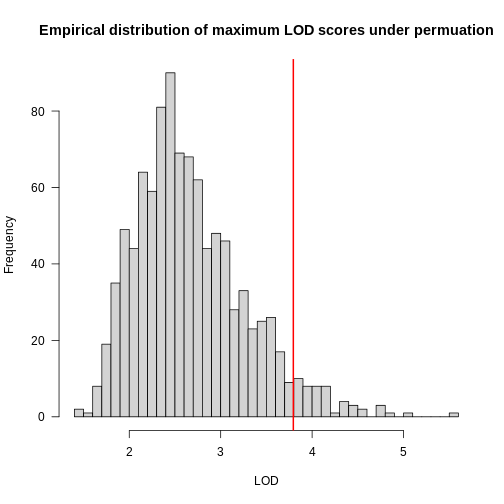 Empirical distribution of maximum LOD scores under permuation
Frequency
80
60
40
20
0
2 3 4 5
LOD